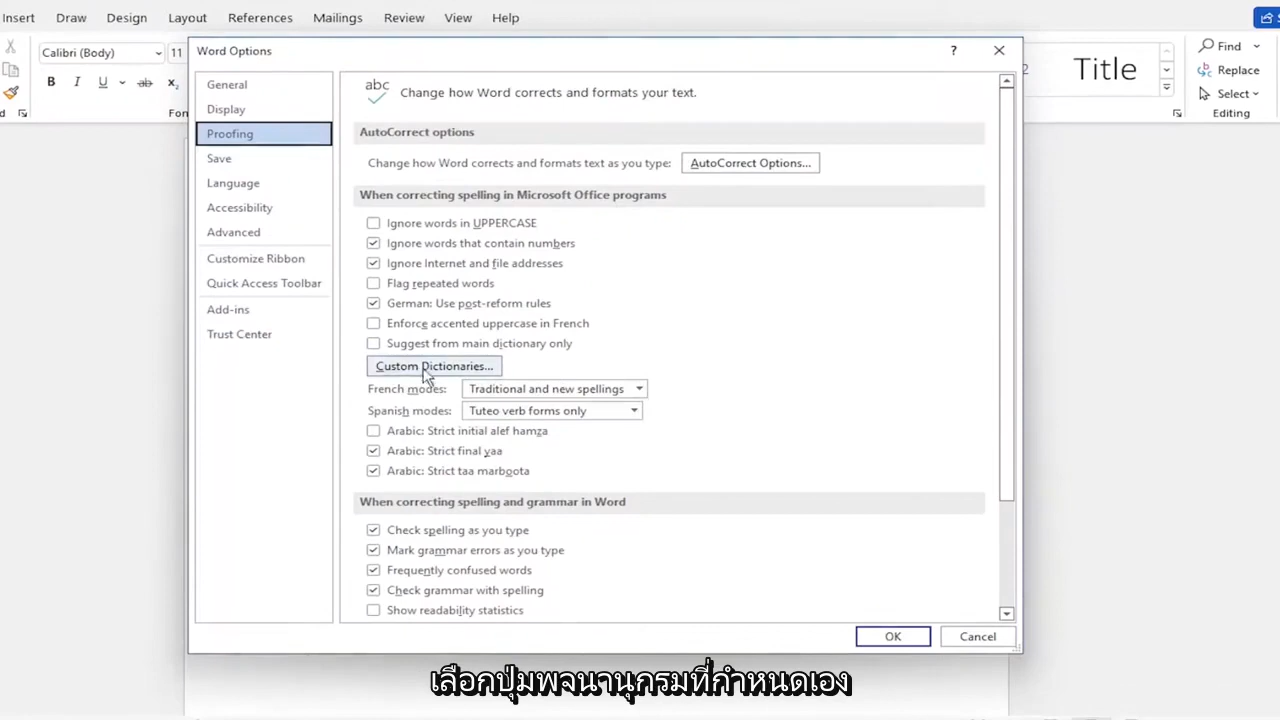 Insert Draw Design Layout References Mailings Review View Help
Calibri (Body) 11
Word Options
Find
Title
Replace
B I U ab x
Select
Editing
General
Display
Proofing
Save
Language
Accessibility
Advanced
Customize Ribbon
Quick Access Toolbar
Add-ins
Trust Center
abc
Change how Word corrects and formats your text.
AutoCorrect options
Change how Word corrects and formats text as you type: AutoCorrect Options...
When correcting spelling in Microsoft Office programs
Ignore words in UPPERCASE
Ignore words that contain numbers
Ignore Internet and file addresses
Flag repeated words
German: Use post-reform rules
Enforce accented uppercase in French
Suggest from main dictionary only
Custom Dictionaries...
French modes: Traditional and new spellings
Spanish modes: Tuteo verb forms only
Arabic: Strict initial alef hamza
Arabic: Strict final yaa
Arabic: Strict taa marboota
When correcting spelling and grammar in Word
Check spelling as you type
Mark grammar errors as you type
Frequently confused words
Check grammar with spelling
Show readability statistics
OK Cancel
เลือกปุ่มพจนานุกรมที่กำหนดเอง